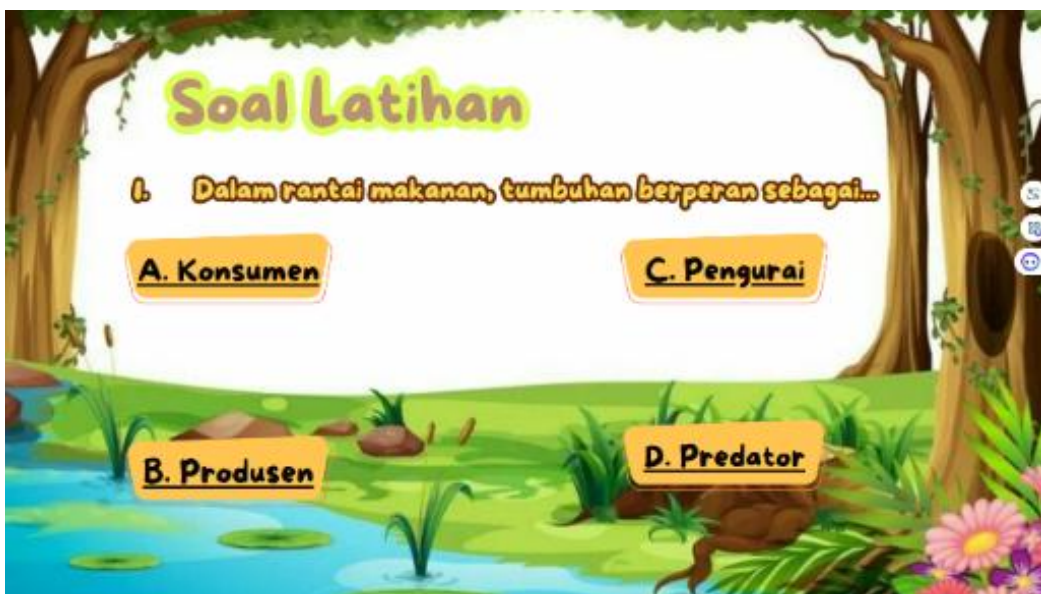 Soal Latihan
1. Dalam rantai makanan, tumbuhan berperan sebagai...
A. Konsumen
C. Pengurai
B. Produsen
D. Predator